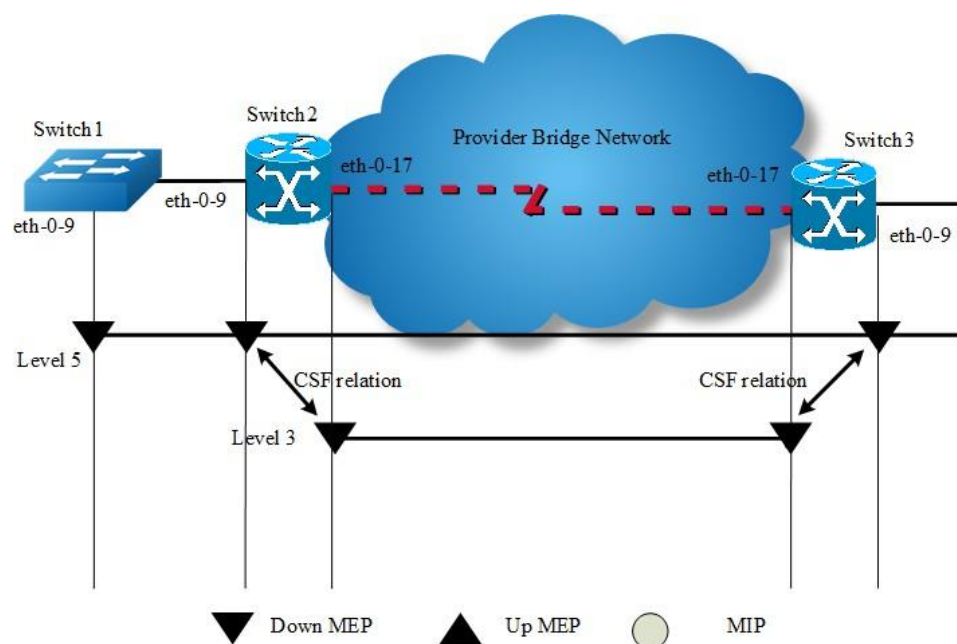 Switch1
Switch2
Provider Bridge Network
Switch3
eth-0-9
eth-0-9
eth-0-17
eth-0-17
eth-0-9
Level 5
CSF relation
CSF relation
Level 3
Down MEP
Up MEP
MIP